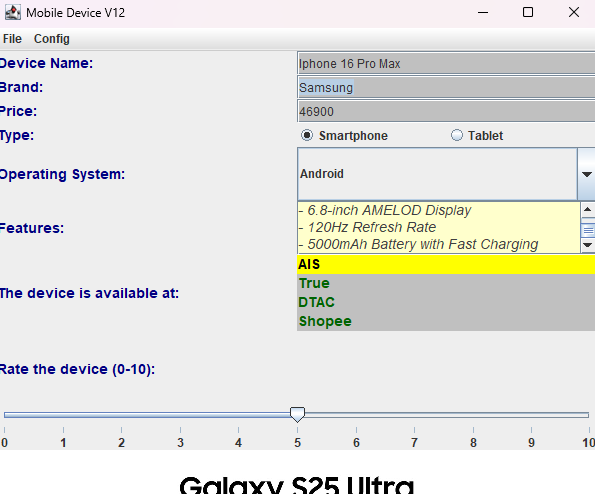 Mobile Device V12
File Config
Device Name: Iphone 16 Pro Max
Brand: Samsung
Price: 46900
Type: Smartphone Tablet
Operating System: Android
Features: - 6.8-inch AMELOD Display
- 120Hz Refresh Rate
- 5000mAh Battery with Fast Charging
The device is available at: AIS
True
DTAC
Shopee
Rate the device (0-10):
0 1 2 3 4 5 6 7 8 9 10
Galaxy S25 Ultra